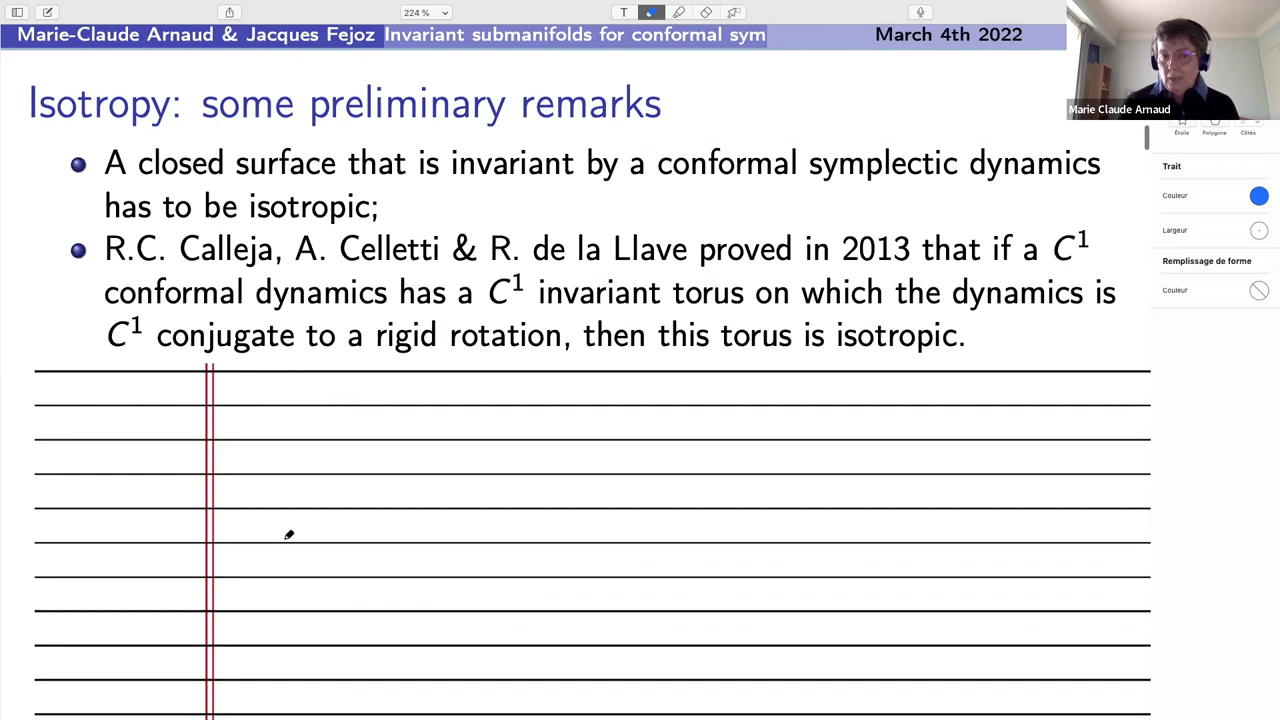 224 %
T
Marie-Claude Arnaud & Jacques Fejoz Invariant submanifolds for conformal sym March 4th 2022
Marie Claude Arnaud
Isotropy: some preliminary remarks
A closed surface that is invariant by a conformal symplectic dynamics
has to be isotropic;
R.C. Calleja, A. Celletti & R. de la Llave proved in 2013 that if a C¹
conformal dynamics has a C¹ invariant torus on which the dynamics is
C¹ conjugate to a rigid rotation, then this torus is isotropic.
Étoile Polygone Côtés
Trait
Couleur
Largeur
Remplissage de forme
Couleur